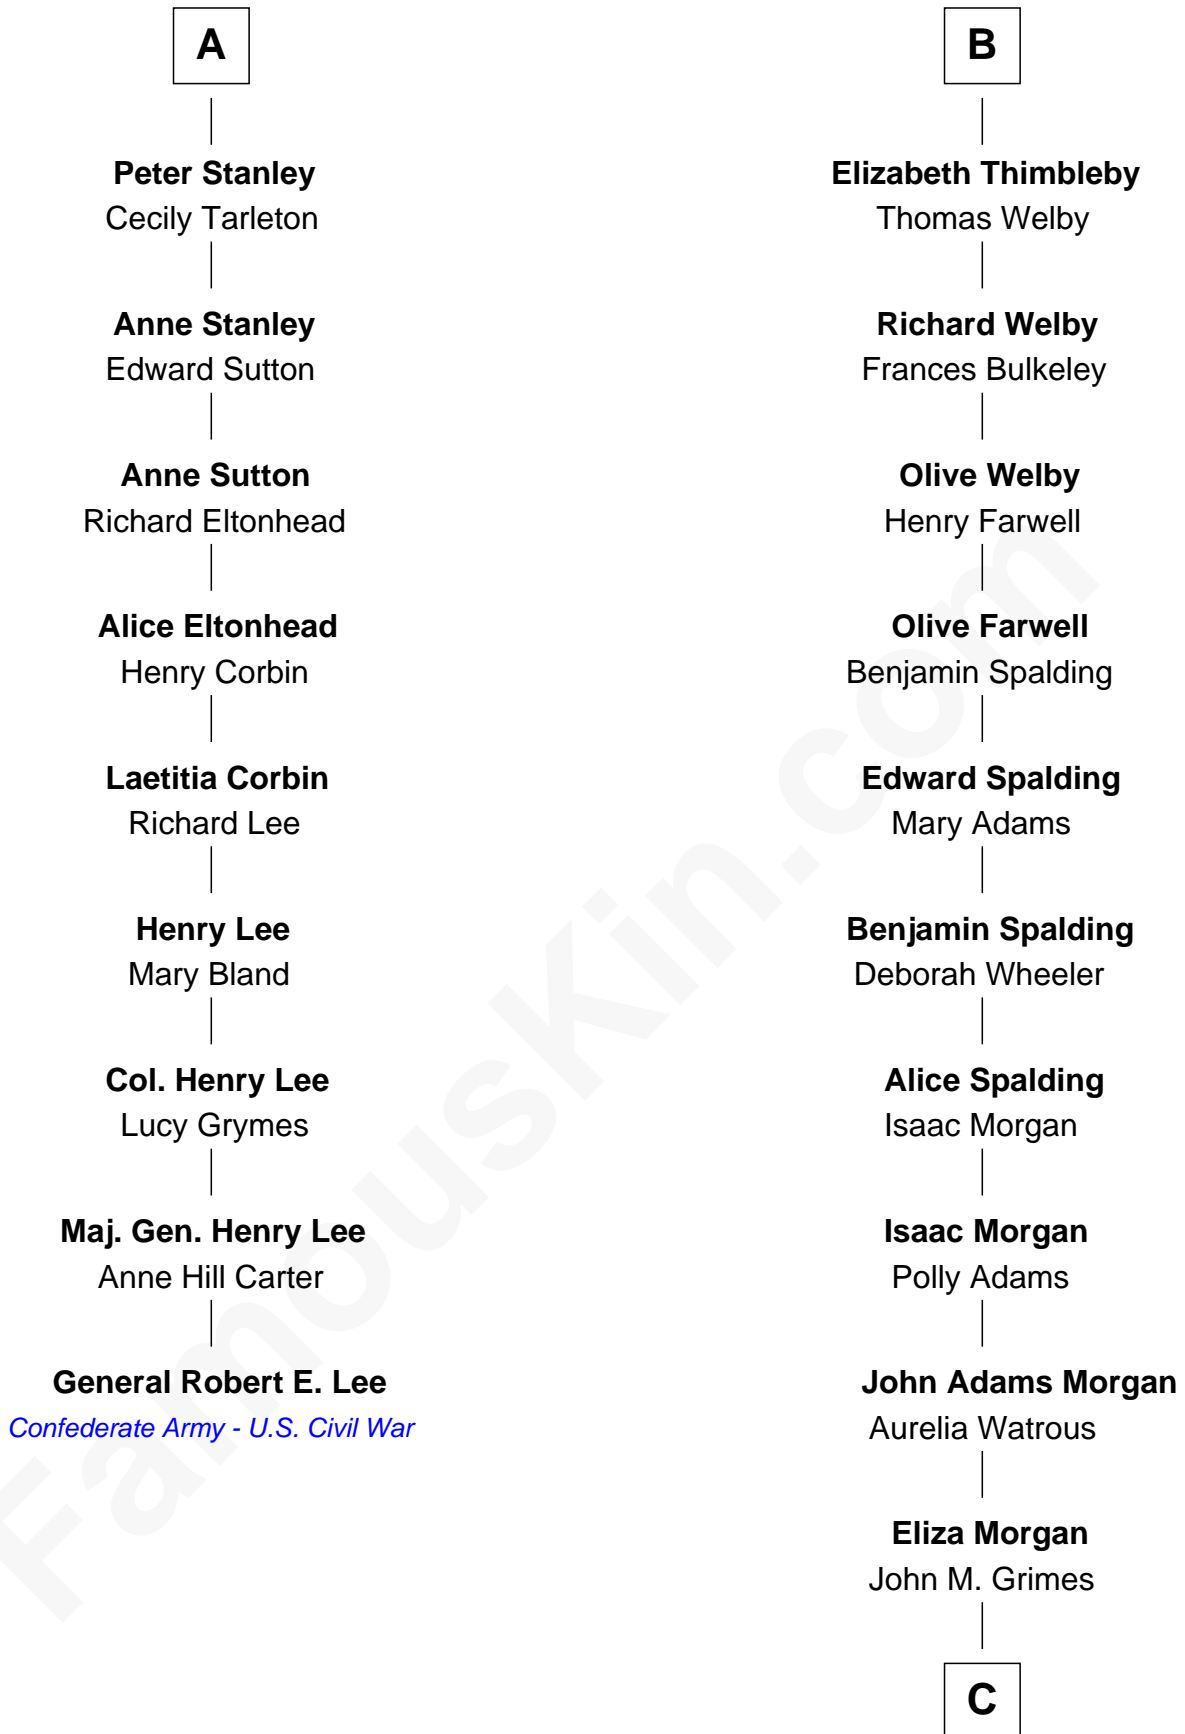 A
Peter Stanley
Cecily Tarleton
Anne Stanley
Edward Sutton
Anne Sutton
Richard Eltonhead
Alice Eltonhead
Henry Corbin
Laetitia Corbin
Richard Lee
Henry Lee
Mary Bland
Col. Henry Lee
Lucy Grymes
Maj. Gen. Henry Lee
Anne Hill Carter
General Robert E. Lee
Confederate Army - U.S. Civil War
B
Elizabeth Thimbleby
Thomas Welby
Richard Welby
Frances Bulkeley
Olive Welby
Henry Farwell
Olive Farwell
Benjamin Spalding
Edward Spalding
Mary Adams
Benjamin Spalding
Deborah Wheeler
Alice Spalding
Isaac Morgan
Isaac Morgan
Polly Adams
John Adams Morgan
Aurelia Watrous
Eliza Morgan
John M. Grimes
C
FamousKin.com